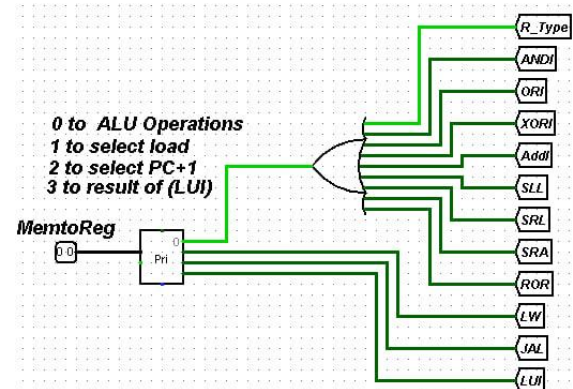 R_Type
ANDI
ORI
XORI
AddI
SLL
SRL
SRA
ROR
LW
JAL
LUI
0 to ALU Operations
1 to select load
2 to select PC+1
3 to result of (LUI)
MemtoReg
0 0
0
Pri